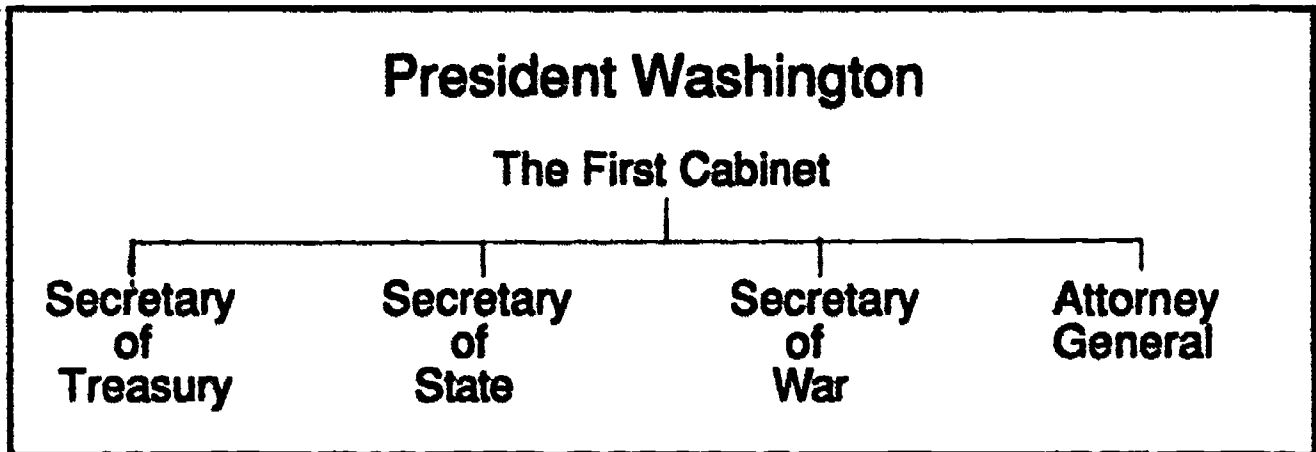 President Washington
The First Cabinet
Secretary
of
Treasury
Secretary
of
State
Secretary
of
War
Attorney
General